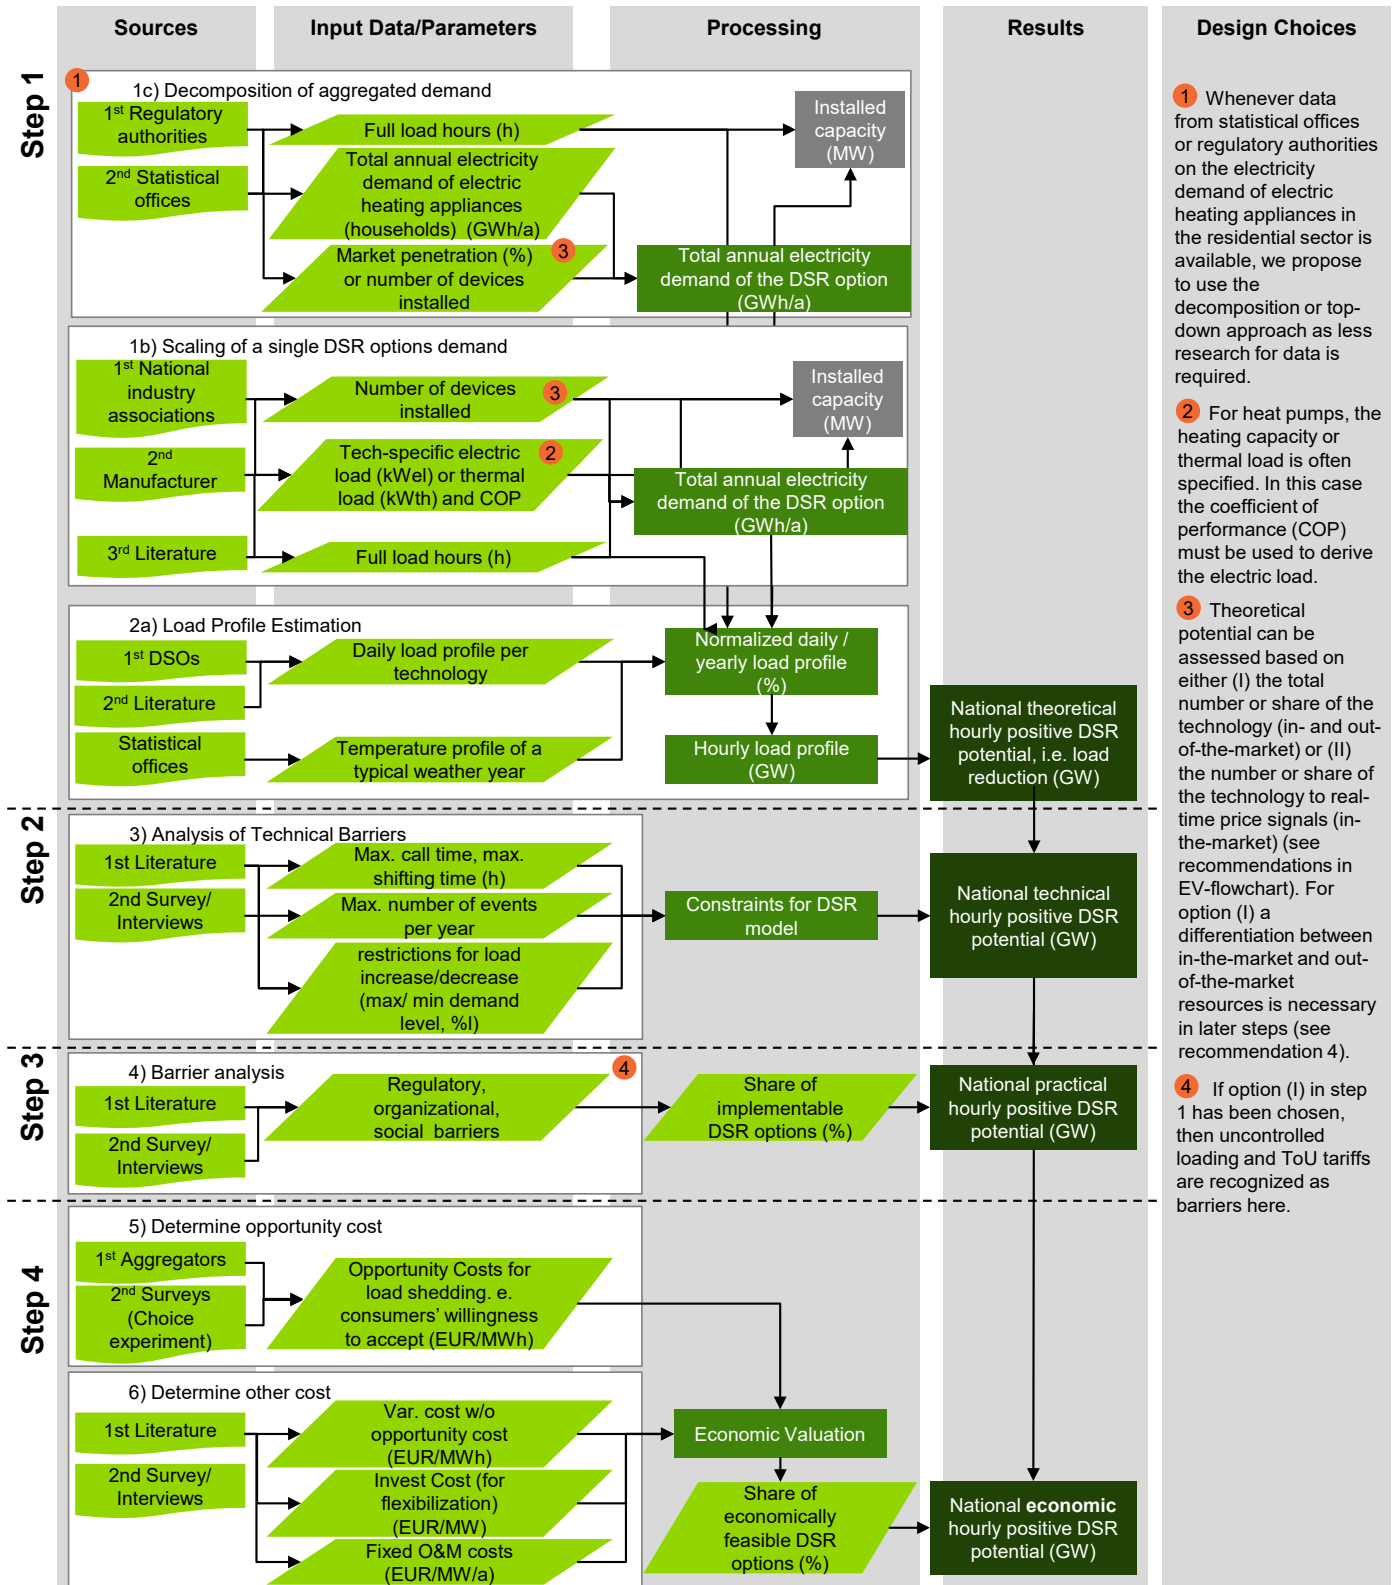 Sources
Input Data/Parameters
Processing
Results
Design Choices
Step 1
1
1c) Decomposition of aggregated demand
1st Regulatory
authorities
2nd Statistical
offices
Full load hours (h)
Total annual electricity
demand of electric
heating appliances
(households) (GWh/a)
Market penetration (%)
or number of devices
installed
3
Installed
capacity
(MW)
Total annual electricity
demand of the DSR option
(GWh/a)
1b) Scaling of a single DSR options demand
1st National
industry
associations
2nd
Manufacturer
3rd Literature
Number of devices
installed
3
Tech-specific electric
load (kWel) or thermal
load (kWth) and COP
2
Full load hours (h)
Installed
capacity
(MW)
Total annual electricity
demand of the DSR option
(GWh/a)
2a) Load Profile Estimation
1st DSOs
2nd Literature
Statistical
offices
Daily load profile per
technology
Temperature profile of a
typical weather year
Normalized daily /
yearly load profile
(%)
Hourly load profile
(GW)
National theoretical
hourly positive DSR
potential, i.e. load
reduction (GW)
Step 2
3) Analysis of Technical Barriers
1st Literature
2nd Survey/
Interviews
Max. call time, max.
shifting time (h)
Max. number of events
per year
restrictions for load
increase/decrease
(max/ min demand
level, %l)
Constraints for DSR
model
National technical
hourly positive DSR
potential (GW)
Step 3
4) Barrier analysis
1st Literature
2nd Survey/
Interviews
Regulatory,
organizational,
social barriers
4
Share of
implementable
DSR options (%)
National practical
hourly positive DSR
potential (GW)
Step 4
5) Determine opportunity cost
1st Aggregators
2nd Surveys
(Choice
experiment)
Opportunity Costs for
load shedding. e.
consumers’ willingness
to accept (EUR/MWh)
6) Determine other cost
1st Literature
2nd Survey/
Interviews
Var. cost w/o
opportunity cost
(EUR/MWh)
Invest Cost (for
flexibilization)
(EUR/MW)
Fixed O&M costs
(EUR/MW/a)
Economic Valuation
Share of
economically
feasible DSR
options (%)
National economic
hourly positive DSR
potential (GW)
1 Whenever data
from statistical offices
or regulatory authorities
on the electricity
demand of electric
heating appliances in
the residential sector is
available, we propose
to use the
decomposition or top-
down approach as less
research for data is
required.
2 For heat pumps, the
heating capacity or
thermal load is often
specified. In this case
the coefficient of
performance (COP)
must be used to derive
the electric load.
3 Theoretical
potential can be
assessed based on
either (I) the total
number or share of the
technology (in- and out-
of-the-market) or (II)
the number or share of
the technology to real-
time price signals (in-
the-market) (see
recommendations in
EV-flowchart). For
option (I) a
differentiation between
in-the-market and out-
of-the-market
resources is necessary
in later steps (see
recommendation 4).
4 If option (I) in step
1 has been chosen,
then uncontrolled
loading and ToU tariffs
are recognized as
barriers here.